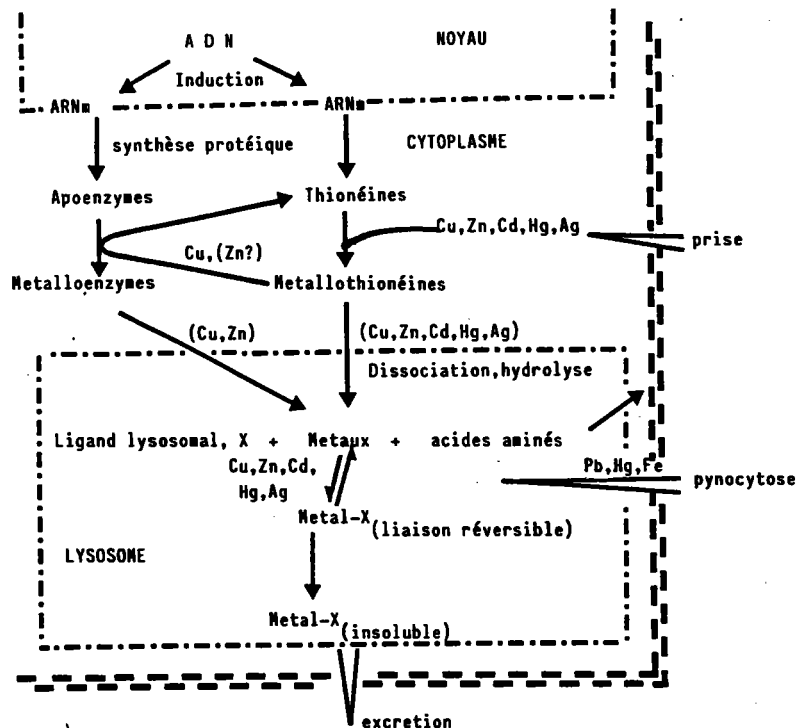 A D N
NOYAU
Induction
ARNm
ARNm
synthèse protéique
CYTOPLASME
Apoenzymes
Thionéines
Cu,Zn,Cd,Hg,Ag
prise
Cu,(Zn?)
Metalloenzymes
Metallothionéines
(Cu,Zn)
(Cu,Zn,Cd,Hg,Ag)
Dissociation,hydrolyse
Ligand lysosomal, X + Metaux + acides aminés
Cu,Zn,Cd,
Hg,Ag
Pb,Hg,Fe
pynocytose
Metal-X (liaison réversible)
LYSOSOME
Metal-X (insoluble)
excretion